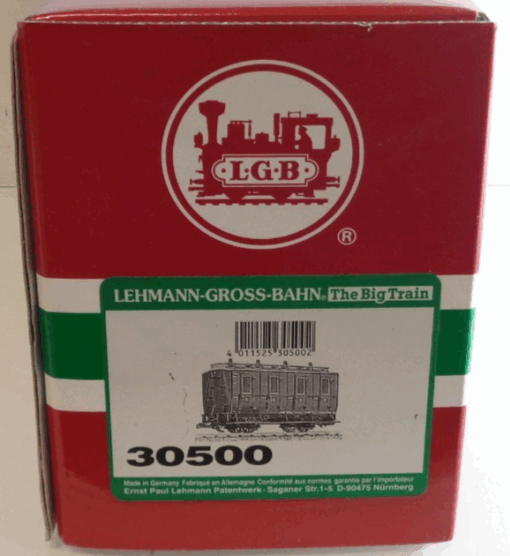 L·G·B
®
LEHMANN-GROSS-BAHN® The Big Train
4 011525 305002
30500
Made in Germany Fabriqué en Allemagne Conformité aux normes garantie par l'importateur
Ernst Paul Lehmann Patentwerk · Saganer Str.1-5 D-90475 Nürnberg